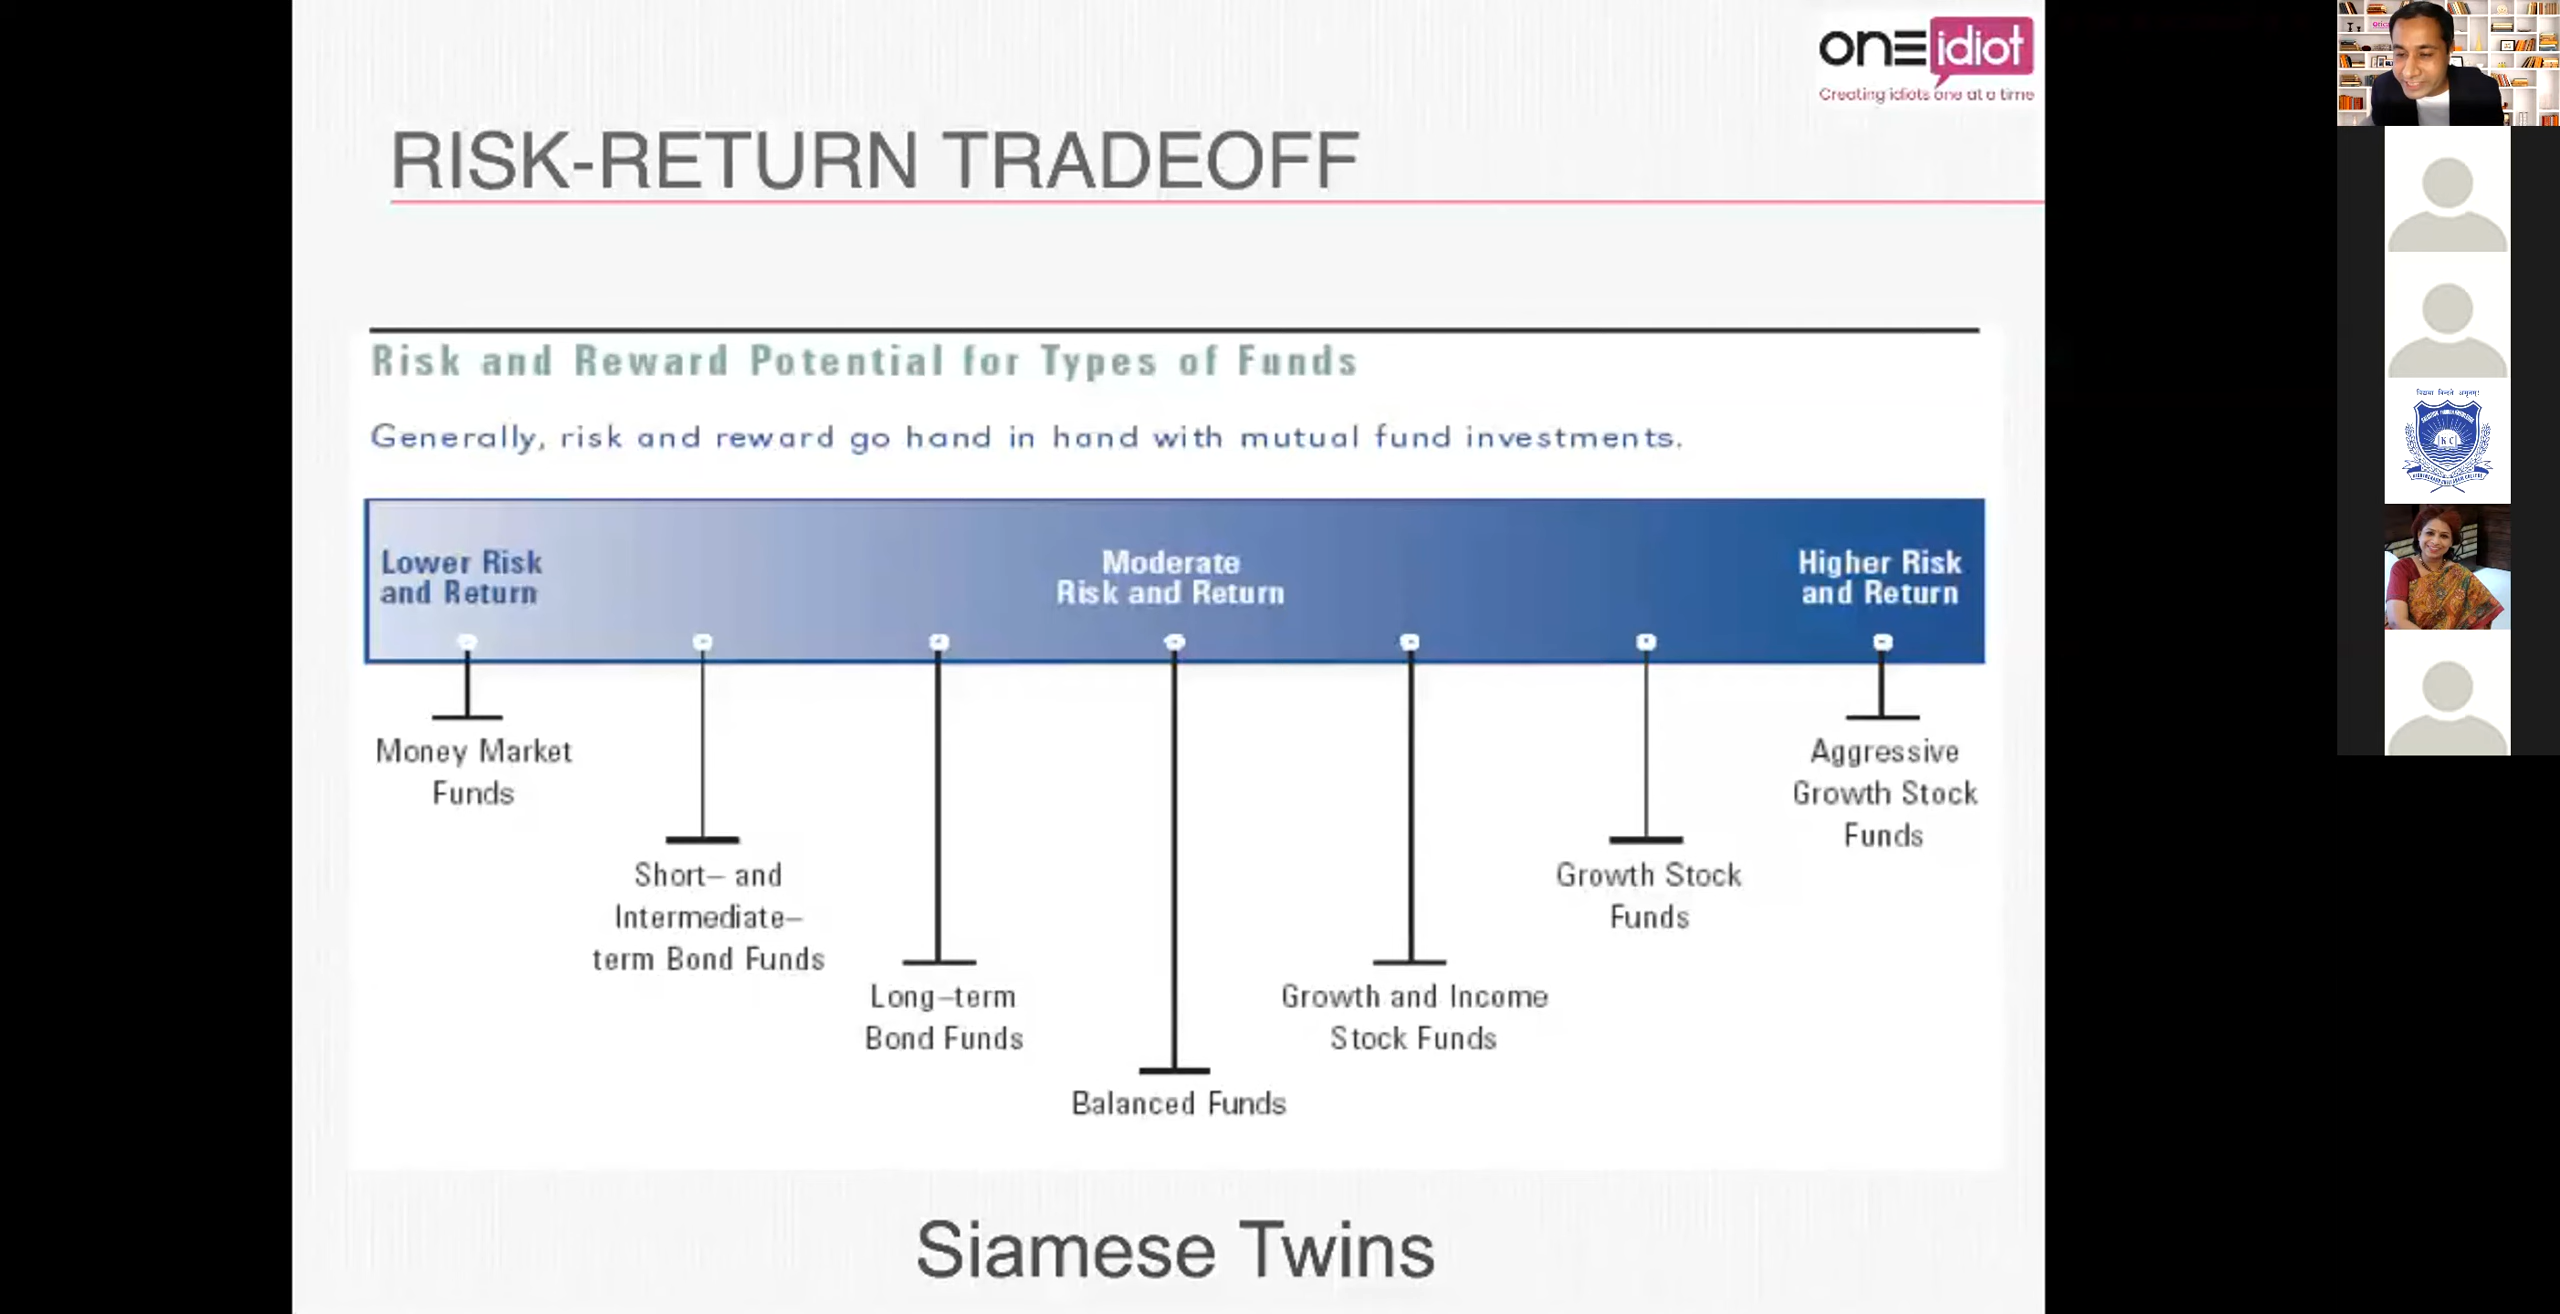 onE idiot
Creating idiots one at a time
RISK-RETURN TRADEOFF
Risk and Reward Potential for Types of Funds
Generally, risk and reward go hand in hand with mutual fund investments.
Lower Risk
and Return
Moderate
Risk and Return
Higher Risk
and Return
Money Market
Funds
Short– and
Intermediate–
term Bond Funds
Long–term
Bond Funds
Balanced Funds
Growth and Income
Stock Funds
Growth Stock
Funds
Aggressive
Growth Stock
Funds
Siamese Twins
KC